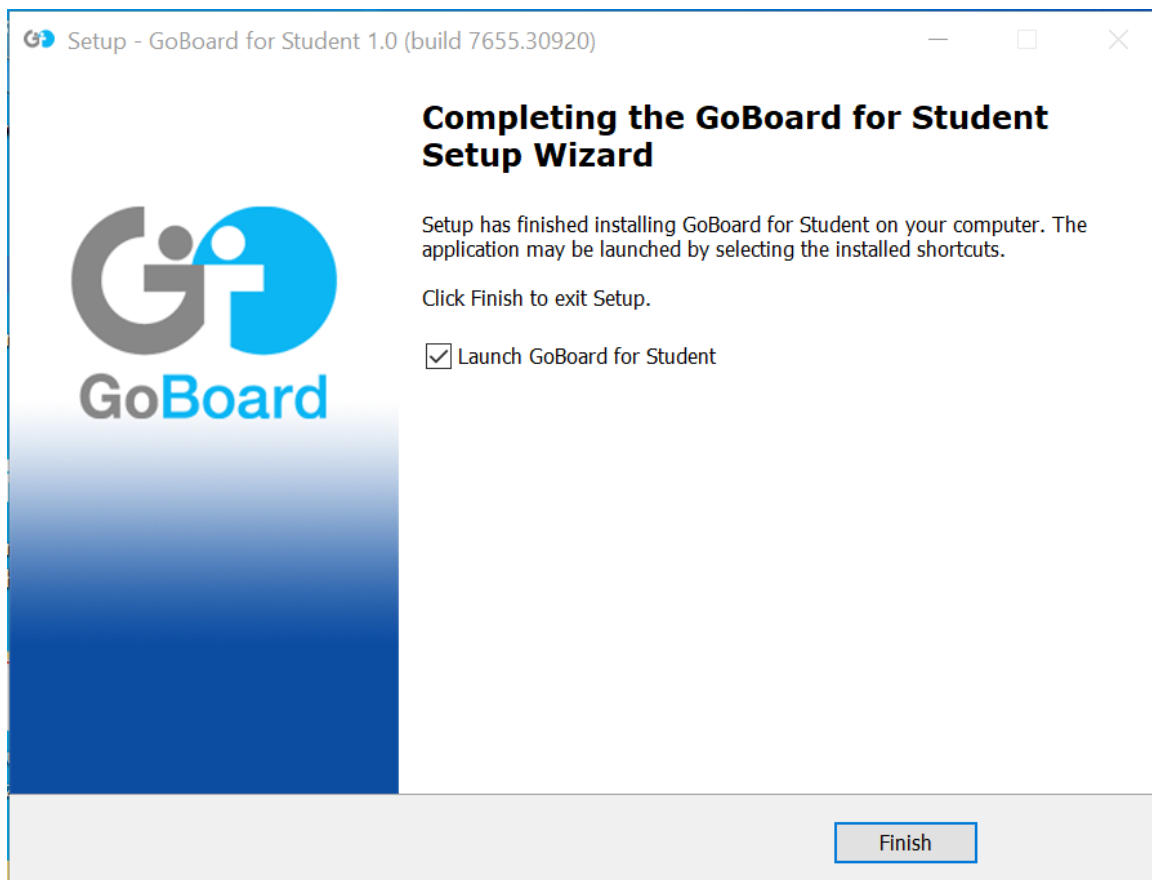 Setup - GoBoard for Student 1.0 (build 7655.30920)
Completing the GoBoard for Student
Setup Wizard
Setup has finished installing GoBoard for Student on your computer. The
application may be launched by selecting the installed shortcuts.
Click Finish to exit Setup.
Launch GoBoard for Student
GoBoard
Finish